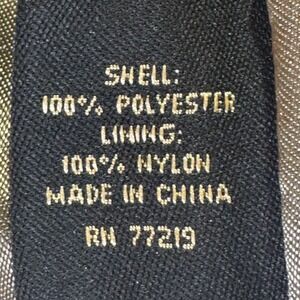 SHELL:
100% POLYESTER
LINING:
100% NYLON
MADE IN CHINA
RN 77219